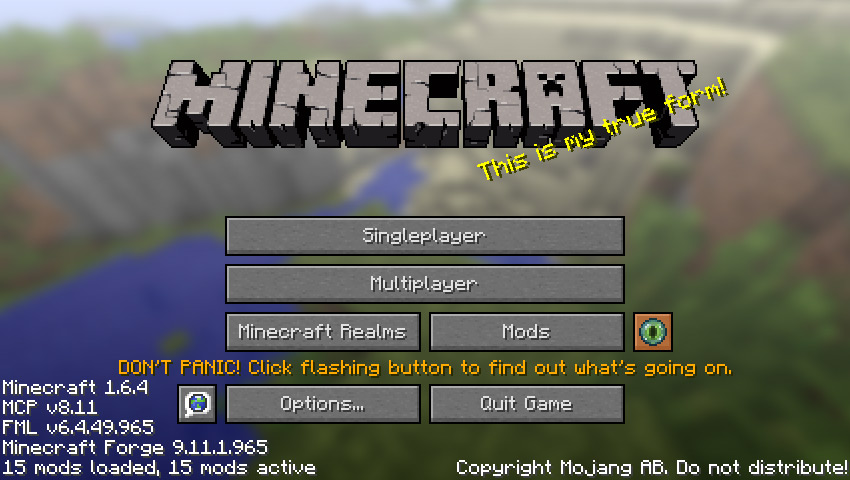 MINECRAFT
This is my true form!
Singleplayer
Multiplayer
Minecraft Realms
Mods
DON'T PANIC! Click flashing button to find out what's going on.
Options...
Quit Game
Minecraft 1.6.4
MCP v8.11
FML v6.4.49.965
Minecraft Forge 9.11.1.965
15 mods loaded, 15 mods active
Copyright Mojang AB. Do not distribute!